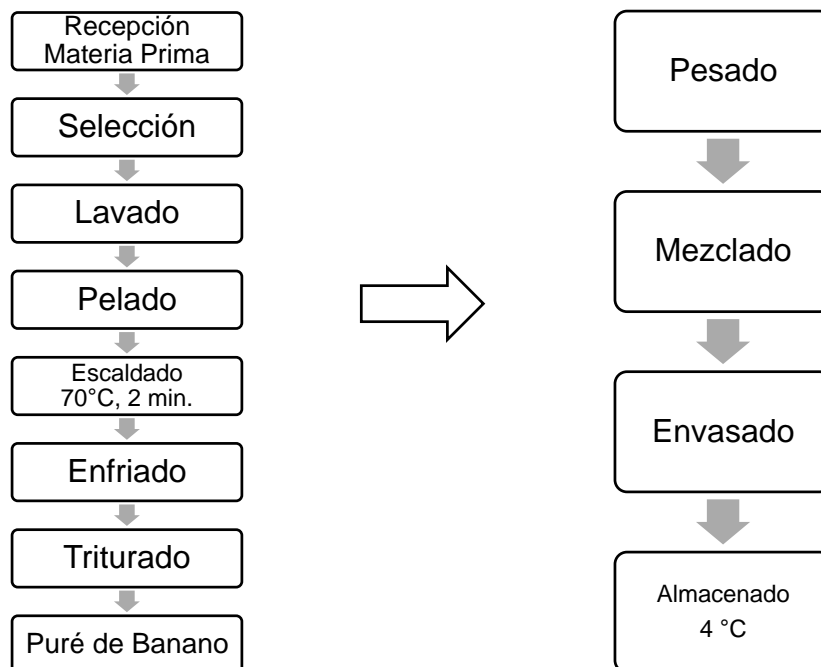 Recepción
Materia Prima
Selección
Lavado
Pelado
Escaldado
70°C, 2 min.
Enfriado
Triturado
Puré de Banano
Pesado
Mezclado
Envasado
Almacenado
4 °C